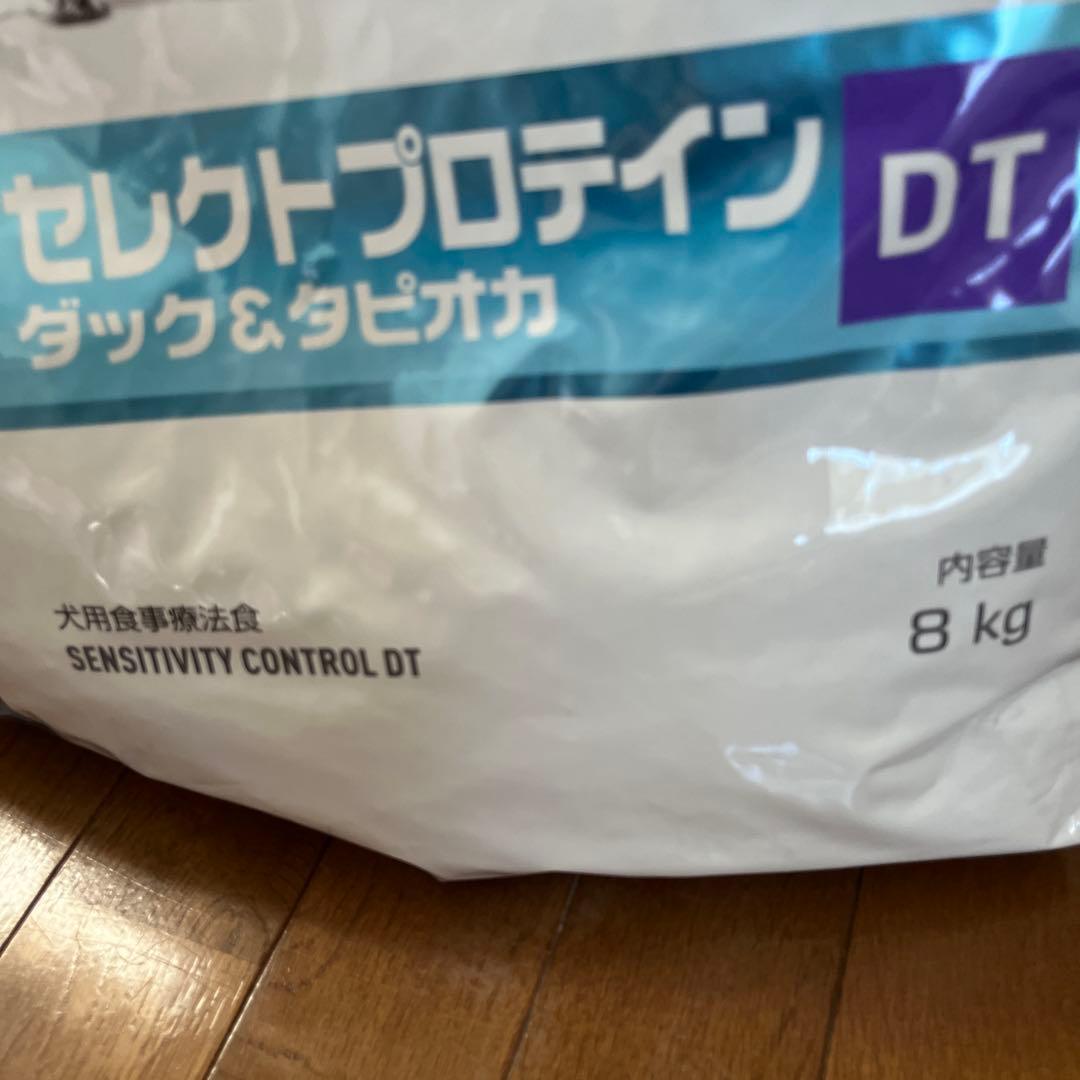 セレクトプロテイン
DT
ダック&タピオカ
内容量
8 kg
犬用食事療法食
SENSITIVITY CONTROL DT